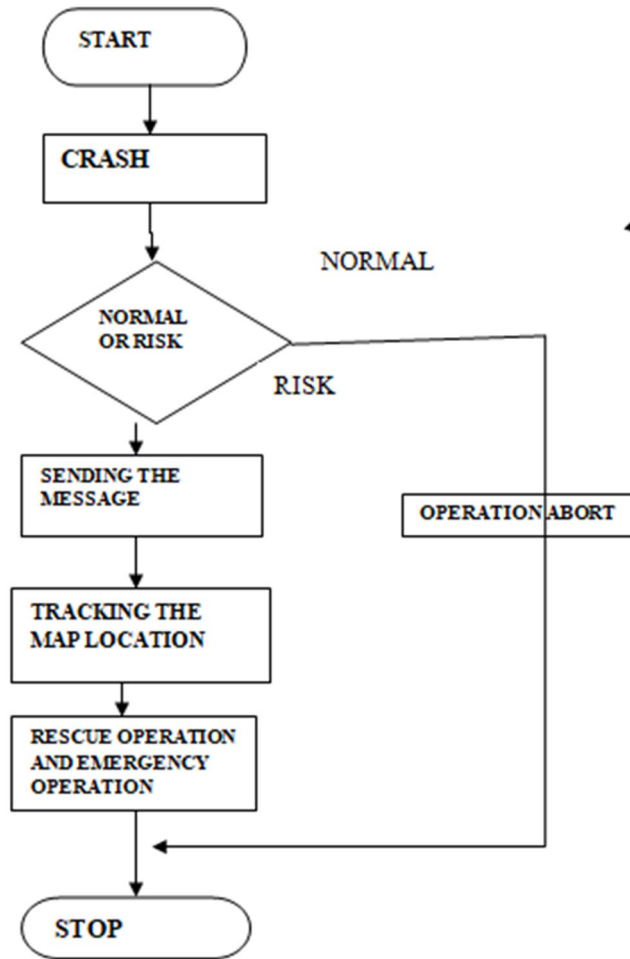 START
CRASH
NORMAL
NORMAL
OR RISK
RISK
SENDING THE
MESSAGE
OPERATION ABORT
TRACKING THE
MAP LOCATION
RESCUE OPERATION
AND EMERGENCY
OPERATION
STOP